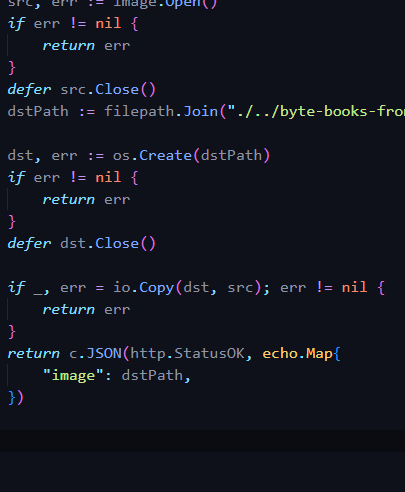 src, err := image.Open()
if err != nil {
    return err
}
defer src.Close()
dstPath := filepath.Join("./../byte-books-fro
dst, err := os.Create(dstPath)
if err != nil {
    return err
}
defer dst.Close()
if _, err = io.Copy(dst, src); err != nil {
    return err
}
return c.JSON(http.StatusOK, echo.Map{
    "image": dstPath,
})